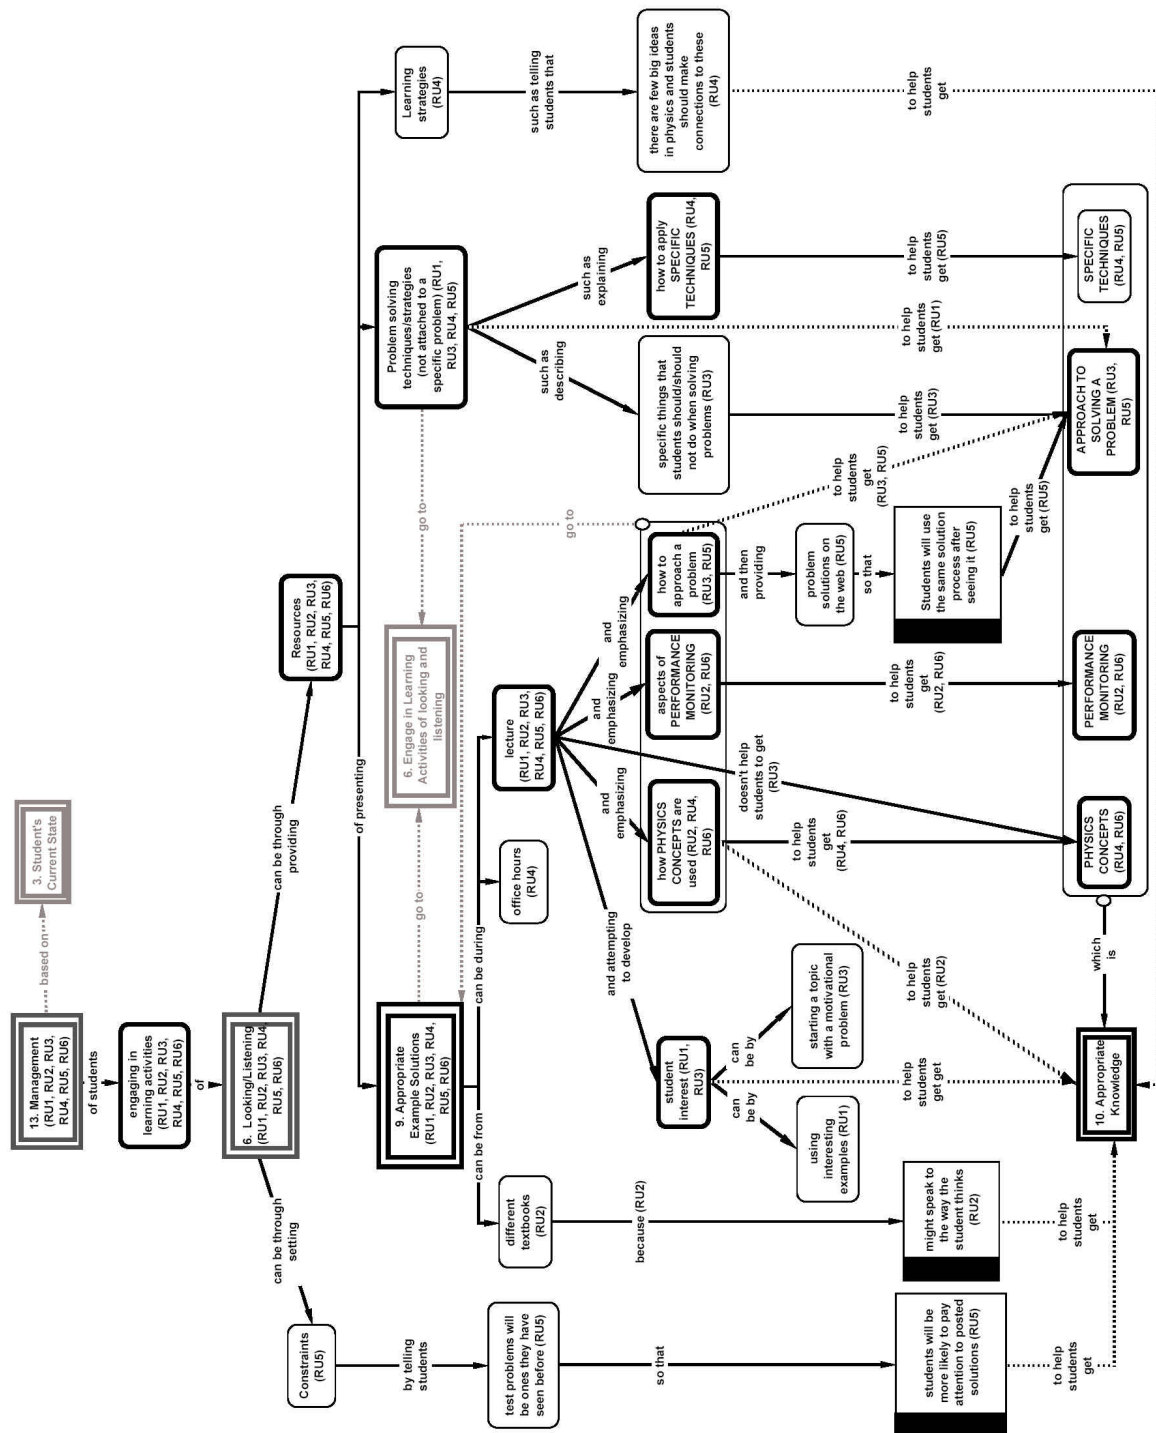 13. Management
(RU1, RU2, RU3,
RU4, RU5, RU6)
based on
3. Student's
Current State
of students
engaging in
learning activities
(RU1, RU2, RU3,
RU4, RU5, RU6)
of
6. Looking/Listening
(RU1, RU2, RU3, RU4,
RU5, RU6)
can be through
setting
can be through
providing
Constraints
(RU5)
Resources
(RU1, RU2, RU3,
RU4, RU5, RU6)
of presenting
by telling
students
9. Appropriate
Example Solutions
(RU1, RU2, RU3, RU4,
RU5, RU6)
go to
6. Engage in Learning
Activities of looking and
listening
go to
Problem solving
techniques/strategies
(not attached to a
specific problem) (RU1,
RU3, RU4, RU5)
Learning
strategies
(RU4)
can be from
can be during
such as
describing
such as
explaining
such as telling
students that
test problems will
be ones they have
seen before (RU5)
different
textbooks
(RU2)
office hours
(RU4)
lecture
(RU1, RU2, RU3,
RU4, RU5, RU6)
go to
so that
because (RU2)
and attempting
to develop
and
emphasizing
and
emphasizing
and
emphasizing
student
interest (RU1,
RU3)
how PHYSICS
CONCEPTS are
used (RU2, RU4,
RU6)
aspects of
PERFORMANCE
MONITORING
(RU2, RU6)
how to
approach a
problem
(RU3, RU5)
specific things that
students should/should
not do when solving
problems (RU3)
how to apply
SPECIFIC
TECHNIQUES (RU4,
RU5)
there are few big ideas
in physics and students
should make
connections to these
(RU4)
can
be by
can
be by
doesn't help
students to get
(RU3)
and then
providing
using
interesting
examples (RU1)
starting a topic
with a motivational
problem (RU3)
problem
solutions on
the web (RU5)
so that
students will be
more likely to pay
attention to posted
solutions (RU5)
might speak to
the way the
student thinks
(RU2)
Students will use
the same solution
process after
seeing it (RU5)
to help
students
get
to help
students
get
to help
students
get get
to help
students
get (RU2)
to help
students
get
(RU4, RU6)
to help
students
get
(RU2, RU6)
to help
students
get (RU5)
to help
students
get
(RU3, RU5)
to help
students
get (RU3)
to help
students
get (RU1)
to help
students
get (RU5)
to help
students
get
10. Appropriate
Knowledge
which
is
PHYSICS
CONCEPTS
(RU4, RU6)
PERFORMANCE
MONITORING
(RU2, RU6)
APPROACH TO
SOLVING A
PROBLEM (RU3,
RU5)
SPECIFIC
TECHNIQUES
(RU4, RU5)